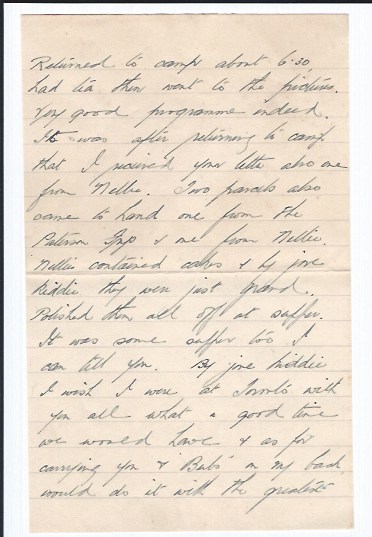 Returned to camp about 6.30,
had tea then went to the pictures.
Very good programme indeed.
It was after returning to camp
that I received your letter also one
from Nellie. Two parcels also
came to hand one from the
Paterson & one from Nellie.
Nellies contained cakes & by jove
kiddie they were just grand.
Polished them all off at supper.
It was some supper too I
can tell you. By jove kiddie
I wish I were at Toronto with
you all what a good time
we would have & as for
carrying you & Bubs on my back,
would do it with the greatest